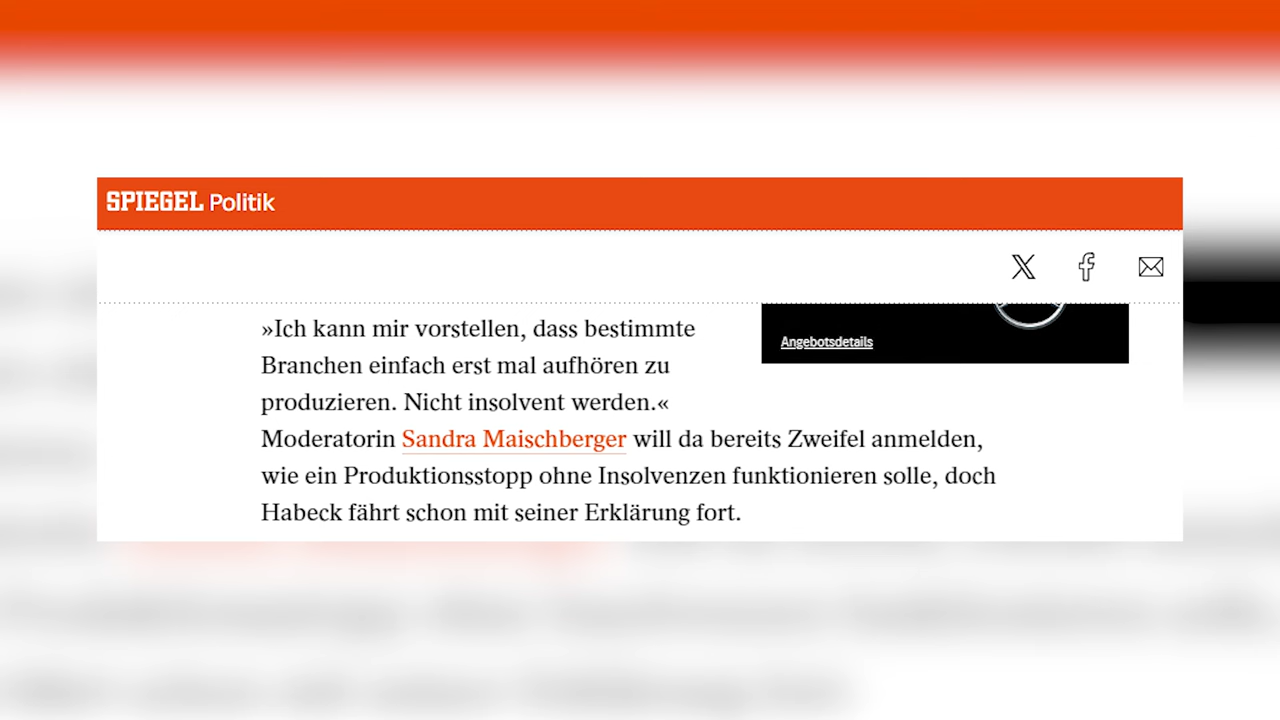 SPIEGEL Politik
»Ich kann mir vorstellen, dass bestimmte
Branchen einfach erst mal aufhören zu
produzieren. Nicht insolvent werden.«
Angebotsdetails
Moderatorin Sandra Maischberger will da bereits Zweifel anmelden,
wie ein Produktionsstopp ohne Insolvenzen funktionieren solle, doch
Habeck fährt schon mit seiner Erklärung fort.